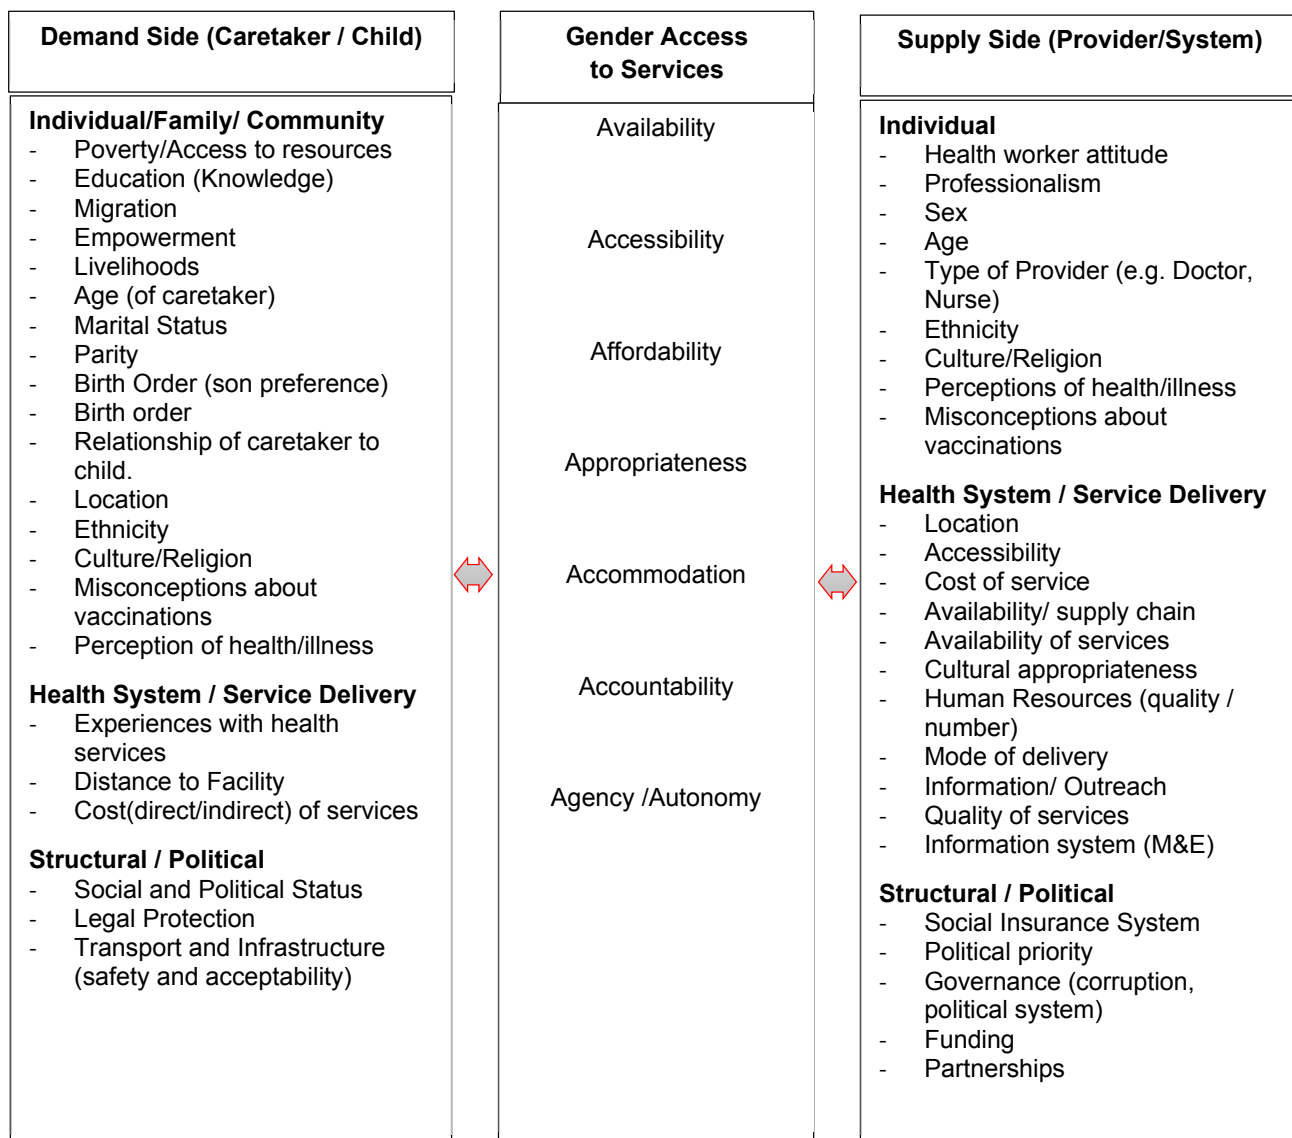 Demand Side (Caretaker / Child)
Individual/Family/ Community
- Poverty/Access to resources
- Education (Knowledge)
- Migration
- Empowerment
- Livelihoods
- Age (of caretaker)
- Marital Status
- Parity
- Birth Order (son preference)
- Birth order
- Relationship of caretaker to
child.
- Location
- Ethnicity
- Culture/Religion
- Misconceptions about
vaccinations
- Perception of health/illness
Health System / Service Delivery
- Experiences with health
services
- Distance to Facility
- Cost(direct/indirect) of services
Structural / Political
- Social and Political Status
- Legal Protection
- Transport and Infrastructure
(safety and acceptability)
Gender Access
to Services
Availability
Accessibility
Affordability
Appropriateness
Accommodation
Accountability
Agency /Autonomy
Supply Side (Provider/System)
Individual
- Health worker attitude
- Professionalism
- Sex
- Age
- Type of Provider (e.g. Doctor,
Nurse)
- Ethnicity
- Culture/Religion
- Perceptions of health/illness
- Misconceptions about
vaccinations
Health System / Service Delivery
- Location
- Accessibility
- Cost of service
- Availability/ supply chain
- Availability of services
- Cultural appropriateness
- Human Resources (quality /
number)
- Mode of delivery
- Information/ Outreach
- Quality of services
- Information system (M&E)
Structural / Political
- Social Insurance System
- Political priority
- Governance (corruption,
political system)
- Funding
- Partnerships